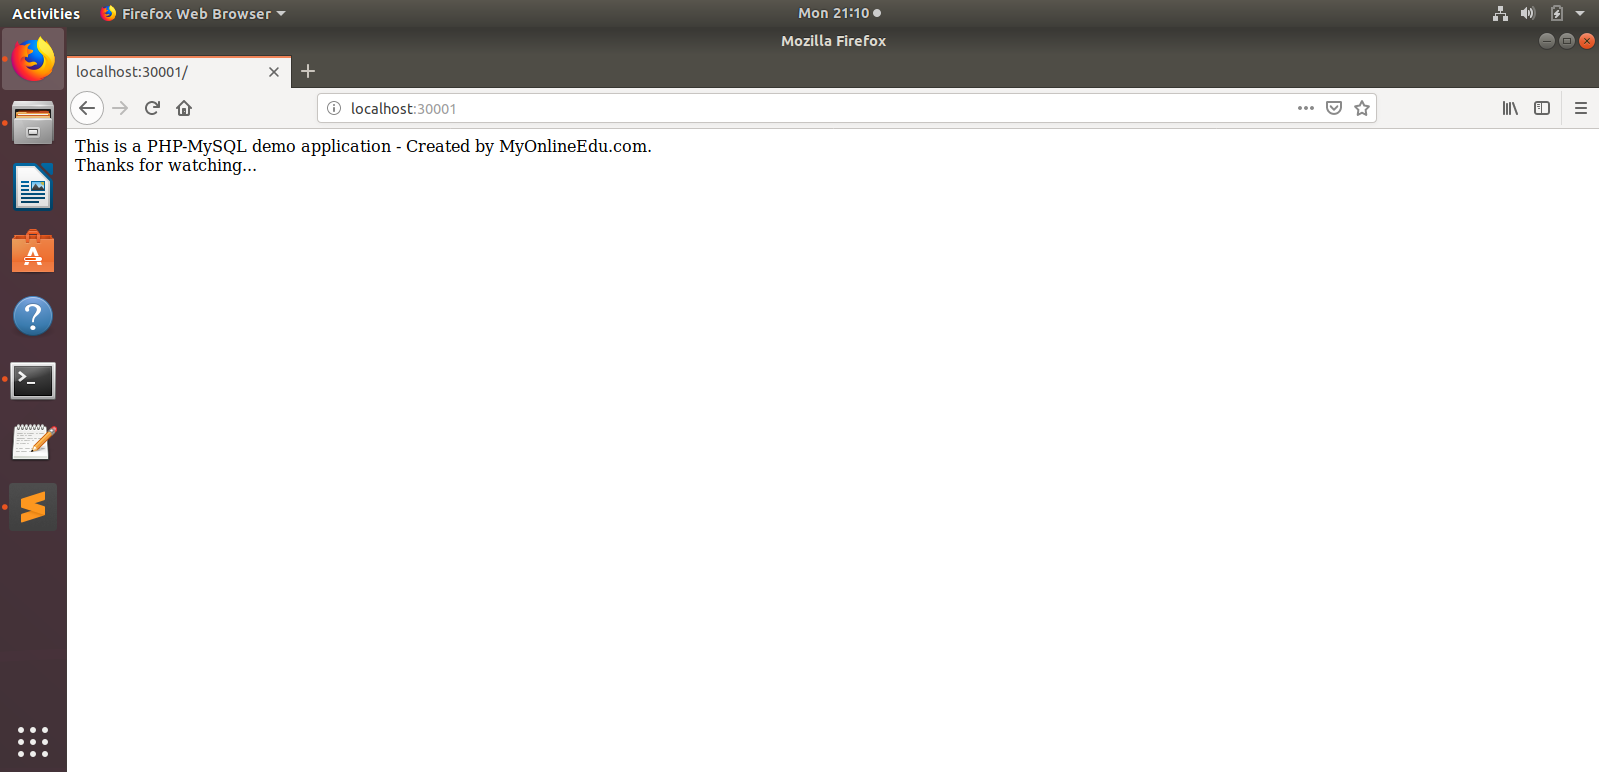 Activities
Firefox Web Browser
Mon 21:10
Mozilla Firefox
localhost:30001/
localhost:30001
This is a PHP-MySQL demo application - Created by MyOnlineEdu.com.
Thanks for watching...